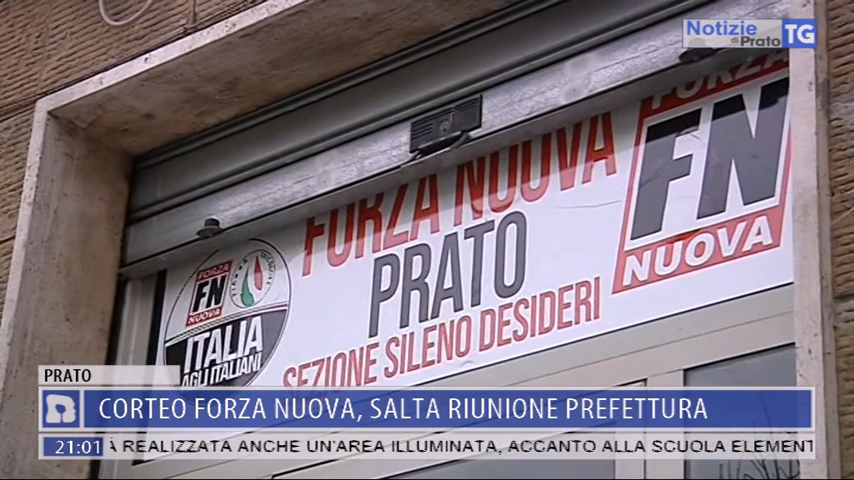 Notizie
di Prato TG
FORZA
FN
NUOVA
FORZA NUOVA
PRATO
SEZIONE SILENO DESIDERI
FORZA
FN
NUOVA
ITALIA
AGLI ITALIANI
PRATO
CORTEO FORZA NUOVA, SALTA RIUNIONE PREFETTURA
21:01 À REALIZZATA ANCHE UN'AREA ILLUMINATA, ACCANTO ALLA SCUOLA ELEMENT